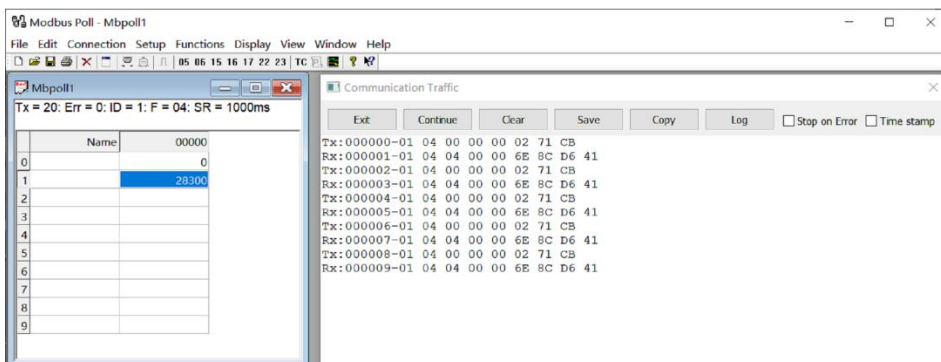 Modbus Poll - Mbpoll1
File Edit Connection Setup Functions Display View Window Help
05 06 15 16 17 22 23 TC
Mbpoll1
Tx = 20: Err = 0: ID = 1: F = 04: SR = 1000ms
Name 00000
0 0
1 28300
2
3
4
5
6
7
8
9
Communication Traffic
Exit Continue Clear Save Copy Log Stop on Error Time stamp
Tx:000000-01 04 00 00 00 02 71 CB
Rx:000001-01 04 04 00 00 6E 8C D6 41
Tx:000002-01 04 00 00 00 02 71 CB
Rx:000003-01 04 04 00 00 6E 8C D6 41
Tx:000004-01 04 00 00 00 02 71 CB
Rx:000005-01 04 04 00 00 6E 8C D6 41
Tx:000006-01 04 00 00 00 02 71 CB
Rx:000007-01 04 04 00 00 6E 8C D6 41
Tx:000008-01 04 00 00 00 02 71 CB
Rx:000009-01 04 04 00 00 6E 8C D6 41